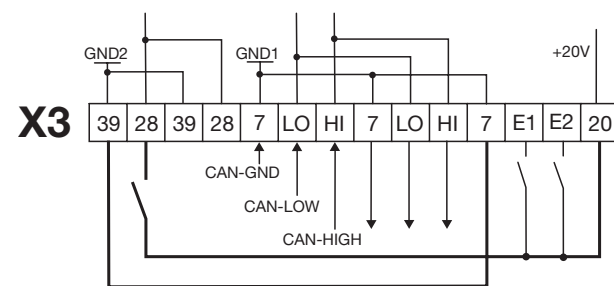 GND2
GND1
+20V
X3 39 28 39 28 7 LO HI 7 LO HI 7 E1 E2 20
CAN-GND
CAN-LOW
CAN-HIGH